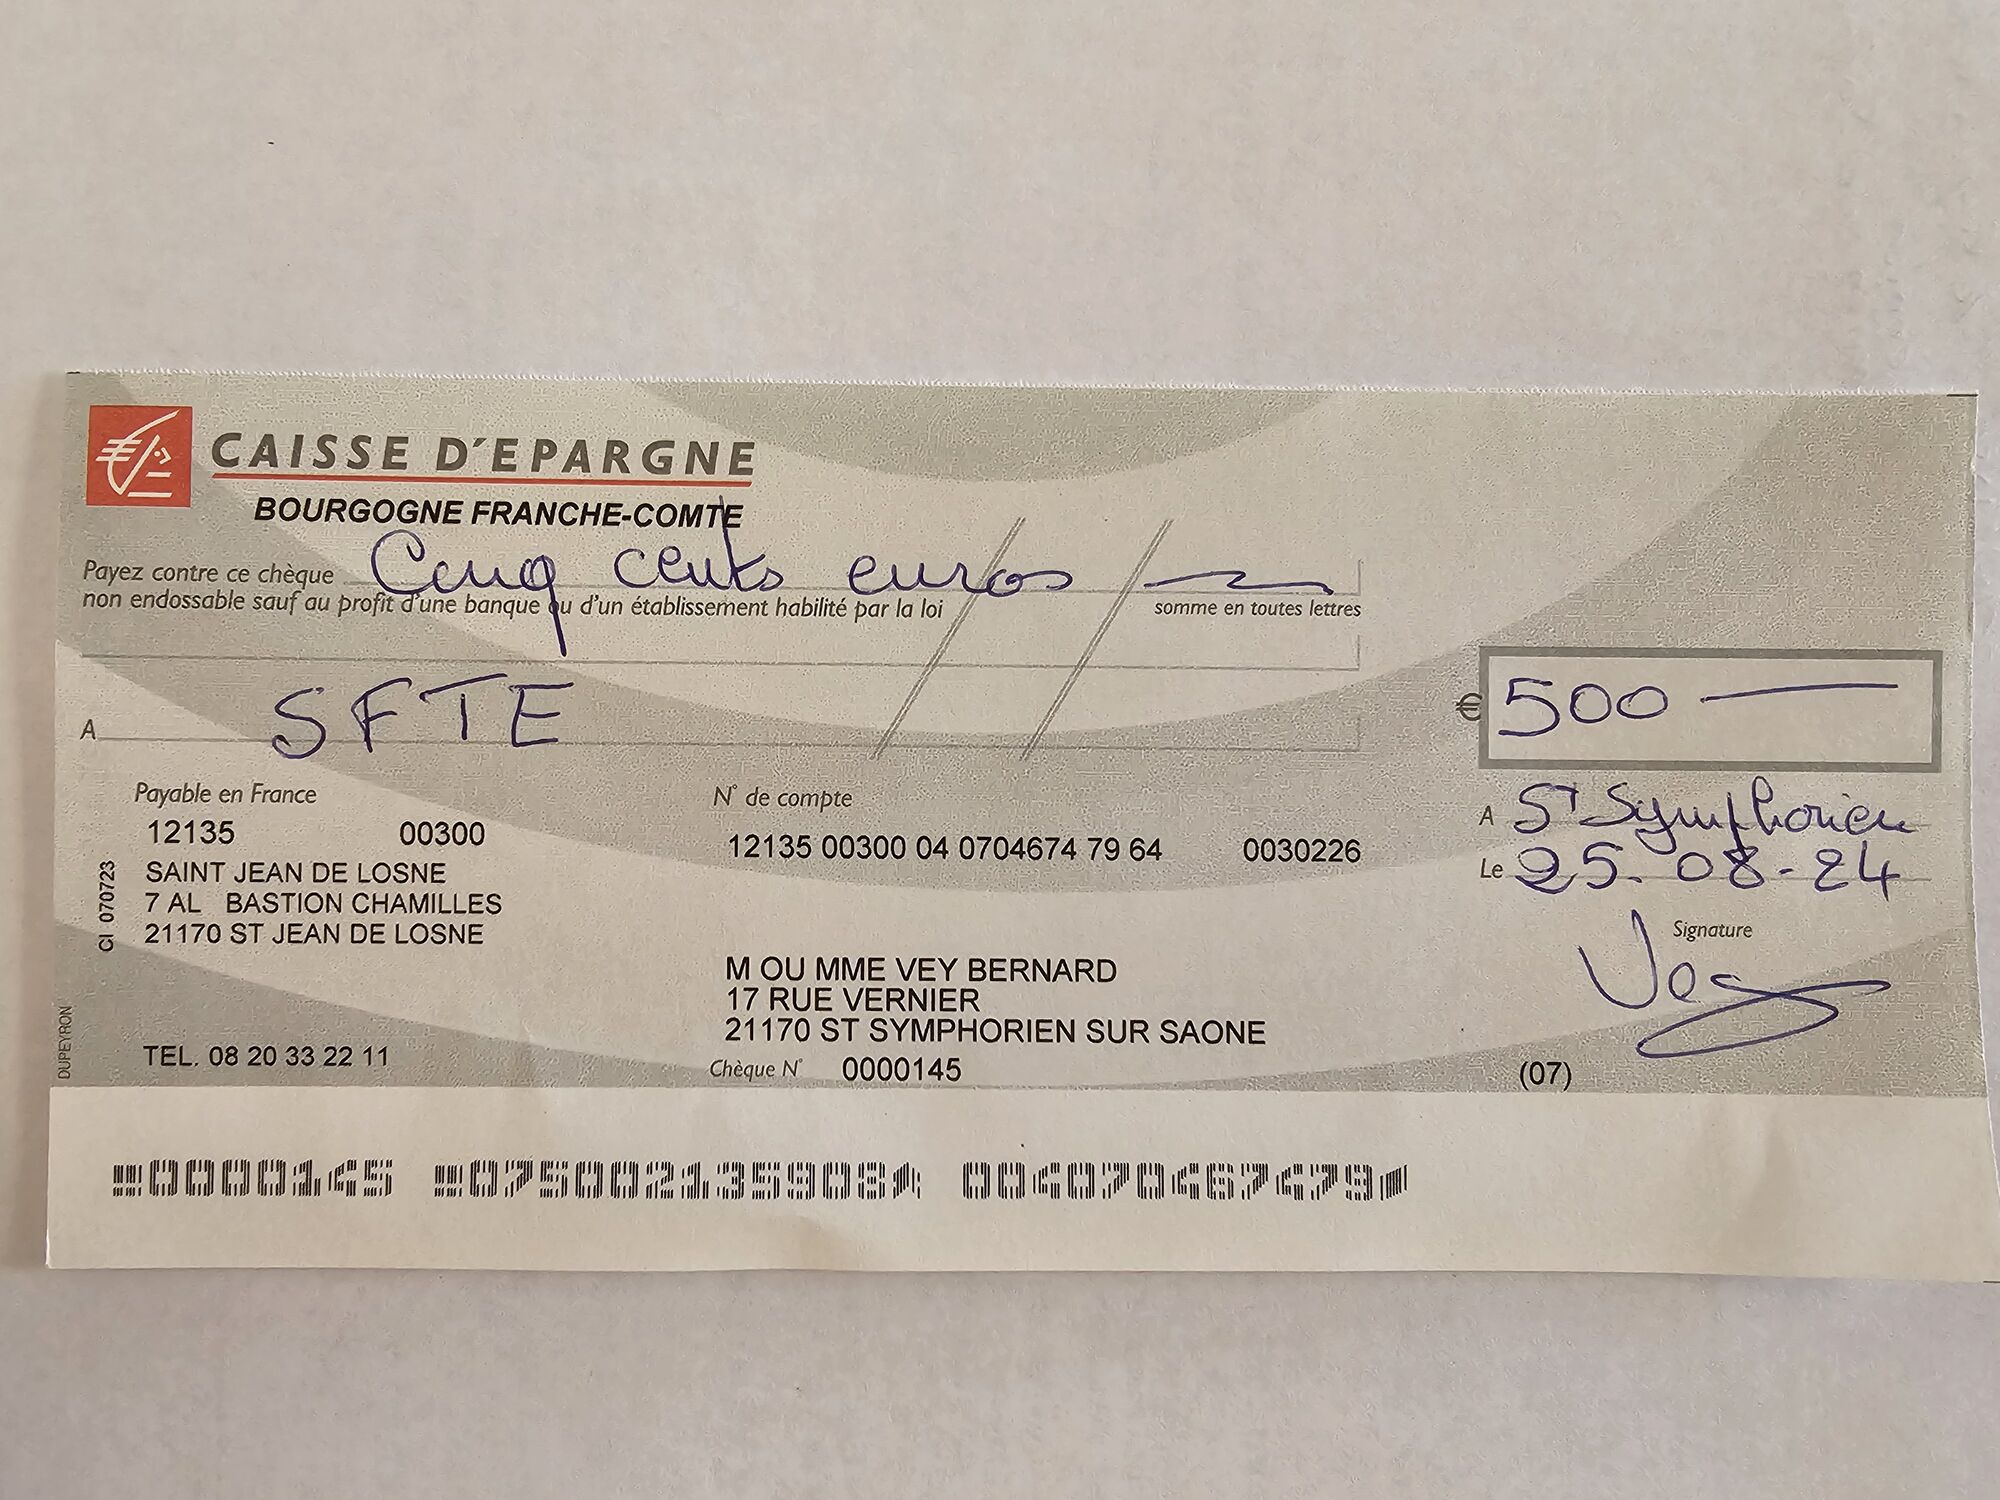 CAISSE D'EPARGNE
BOURGOGNE FRANCHE-COMTE
Payez contre ce chèque Cinq cents euros
non endossable sauf au profit d'une banque ou d'un établissement habilité par la loi somme en toutes lettres
€ 500
A SFTE
Payable en France N° de compte
A St Symphorien
12135 00300 12135 00300 04 0704674 79 64 0030226
Le 25.08-24
SAINT JEAN DE LOSNE
7 AL BASTION CHAMILLES
21170 ST JEAN DE LOSNE
CI 070723
Signature
Vey
M OU MME VEY BERNARD
17 RUE VERNIER
21170 ST SYMPHORIEN SUR SAONE
DUPEYRON
TEL. 08 20 33 22 11
Chèque N° 0000145
(07)
0000145 075002135908 004070467479